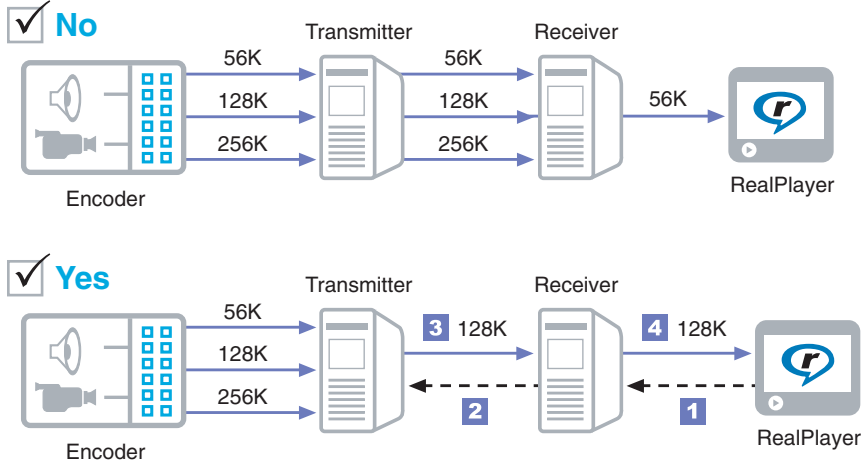 No
Transmitter
Receiver
56K
128K
256K
56K
128K
256K
56K
r
Encoder
RealPlayer
Yes
Transmitter
Receiver
56K
128K
256K
3 128K
4 128K
2
1
r
Encoder
RealPlayer